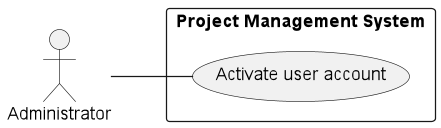 Project Management System
Activate user account
Administrator